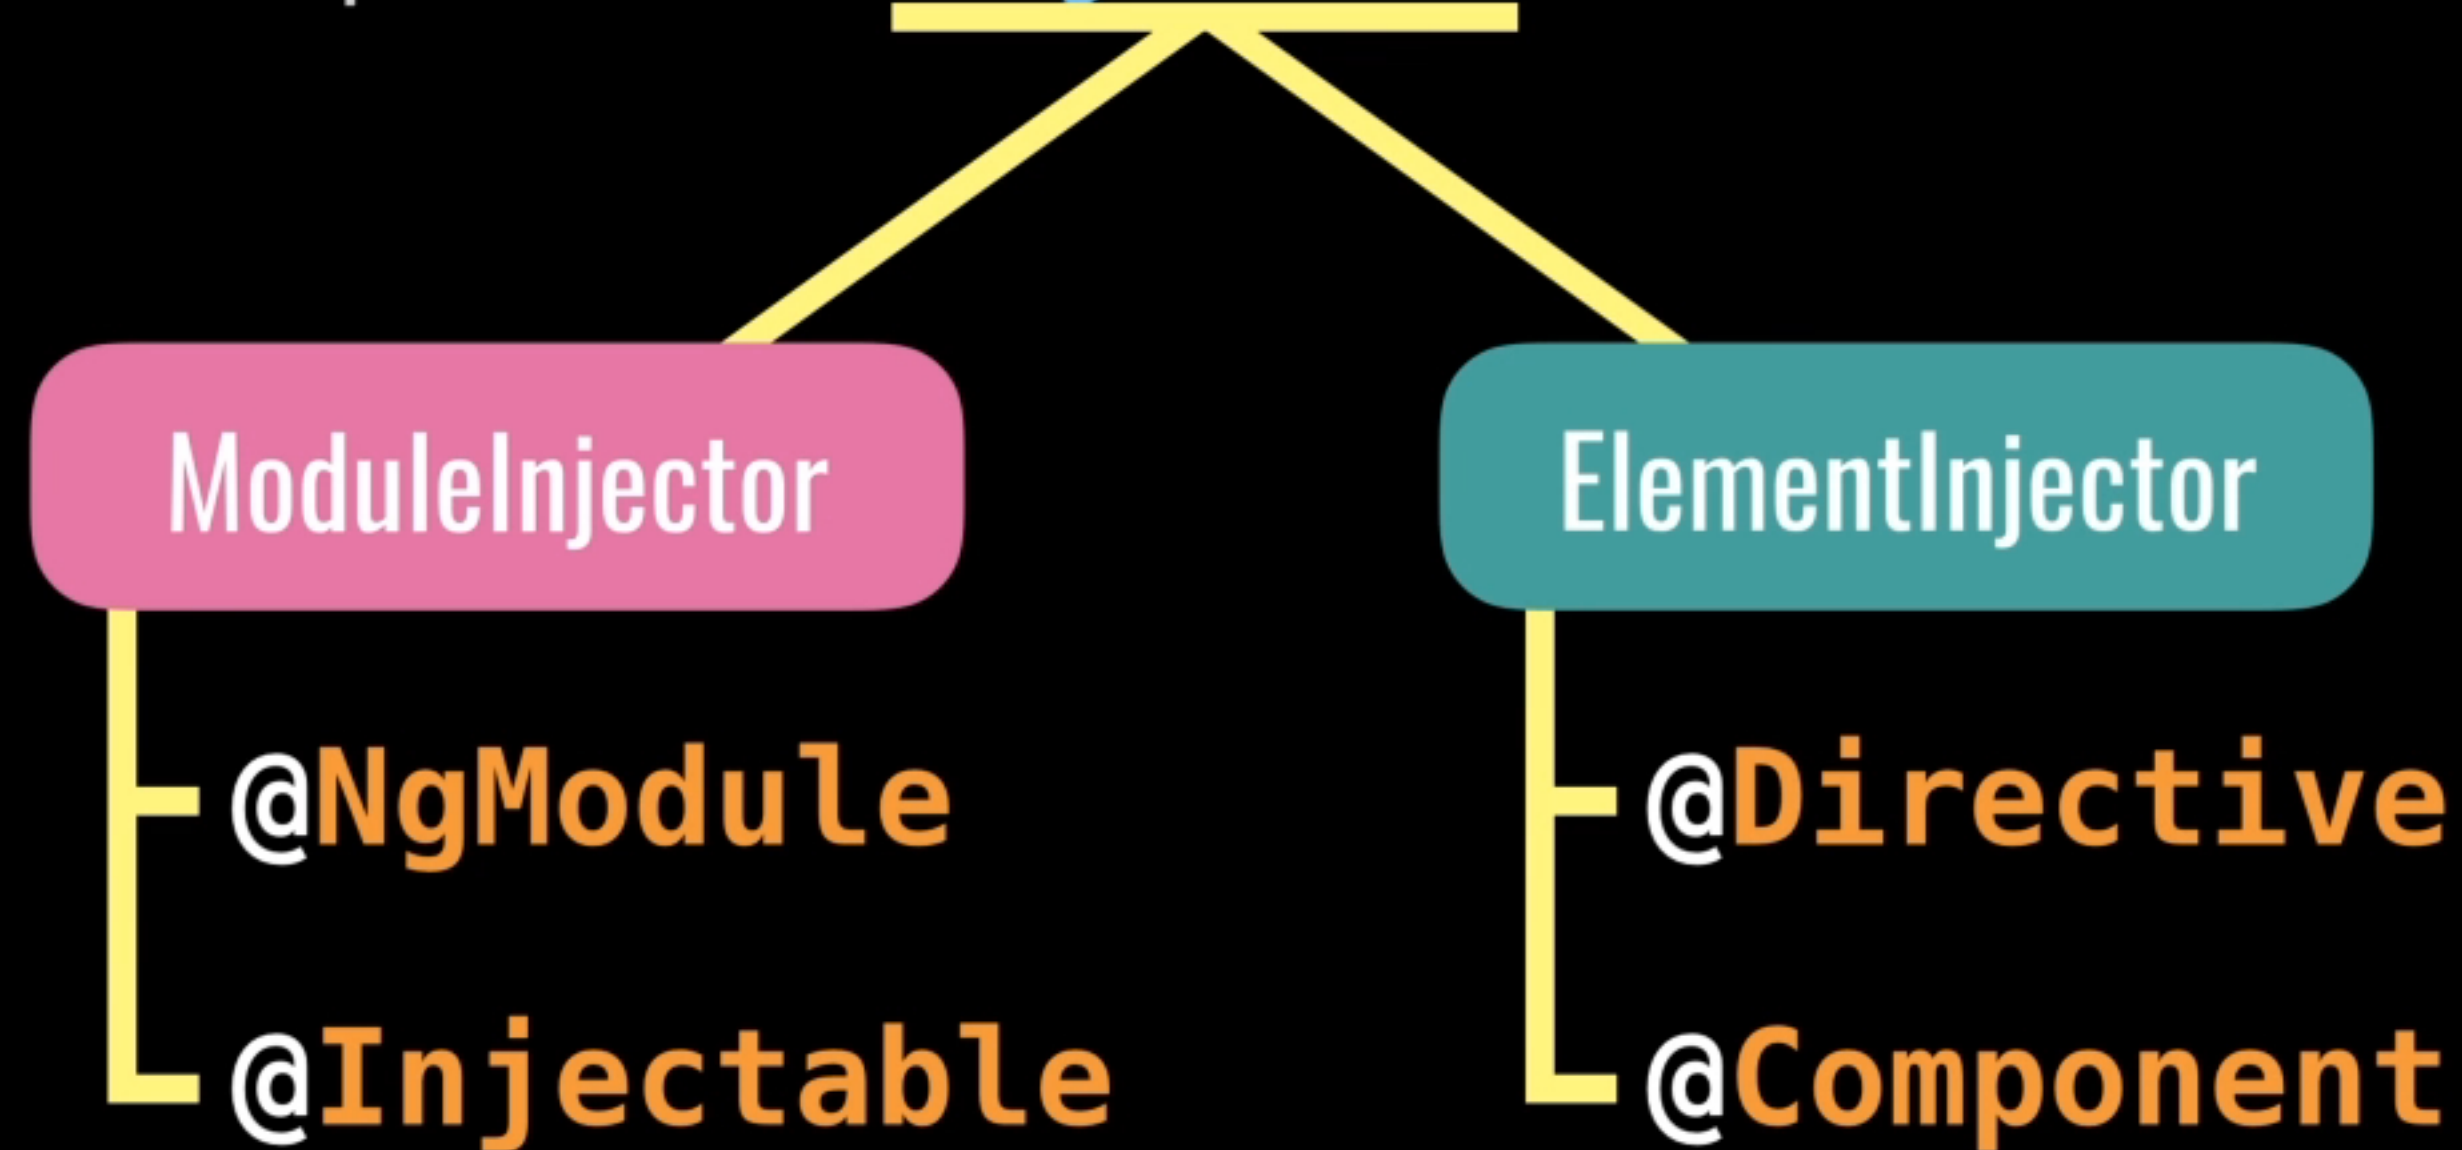 ModuleInjector
@NgModule
@Injectable
ElementInjector
@Directive
@Component